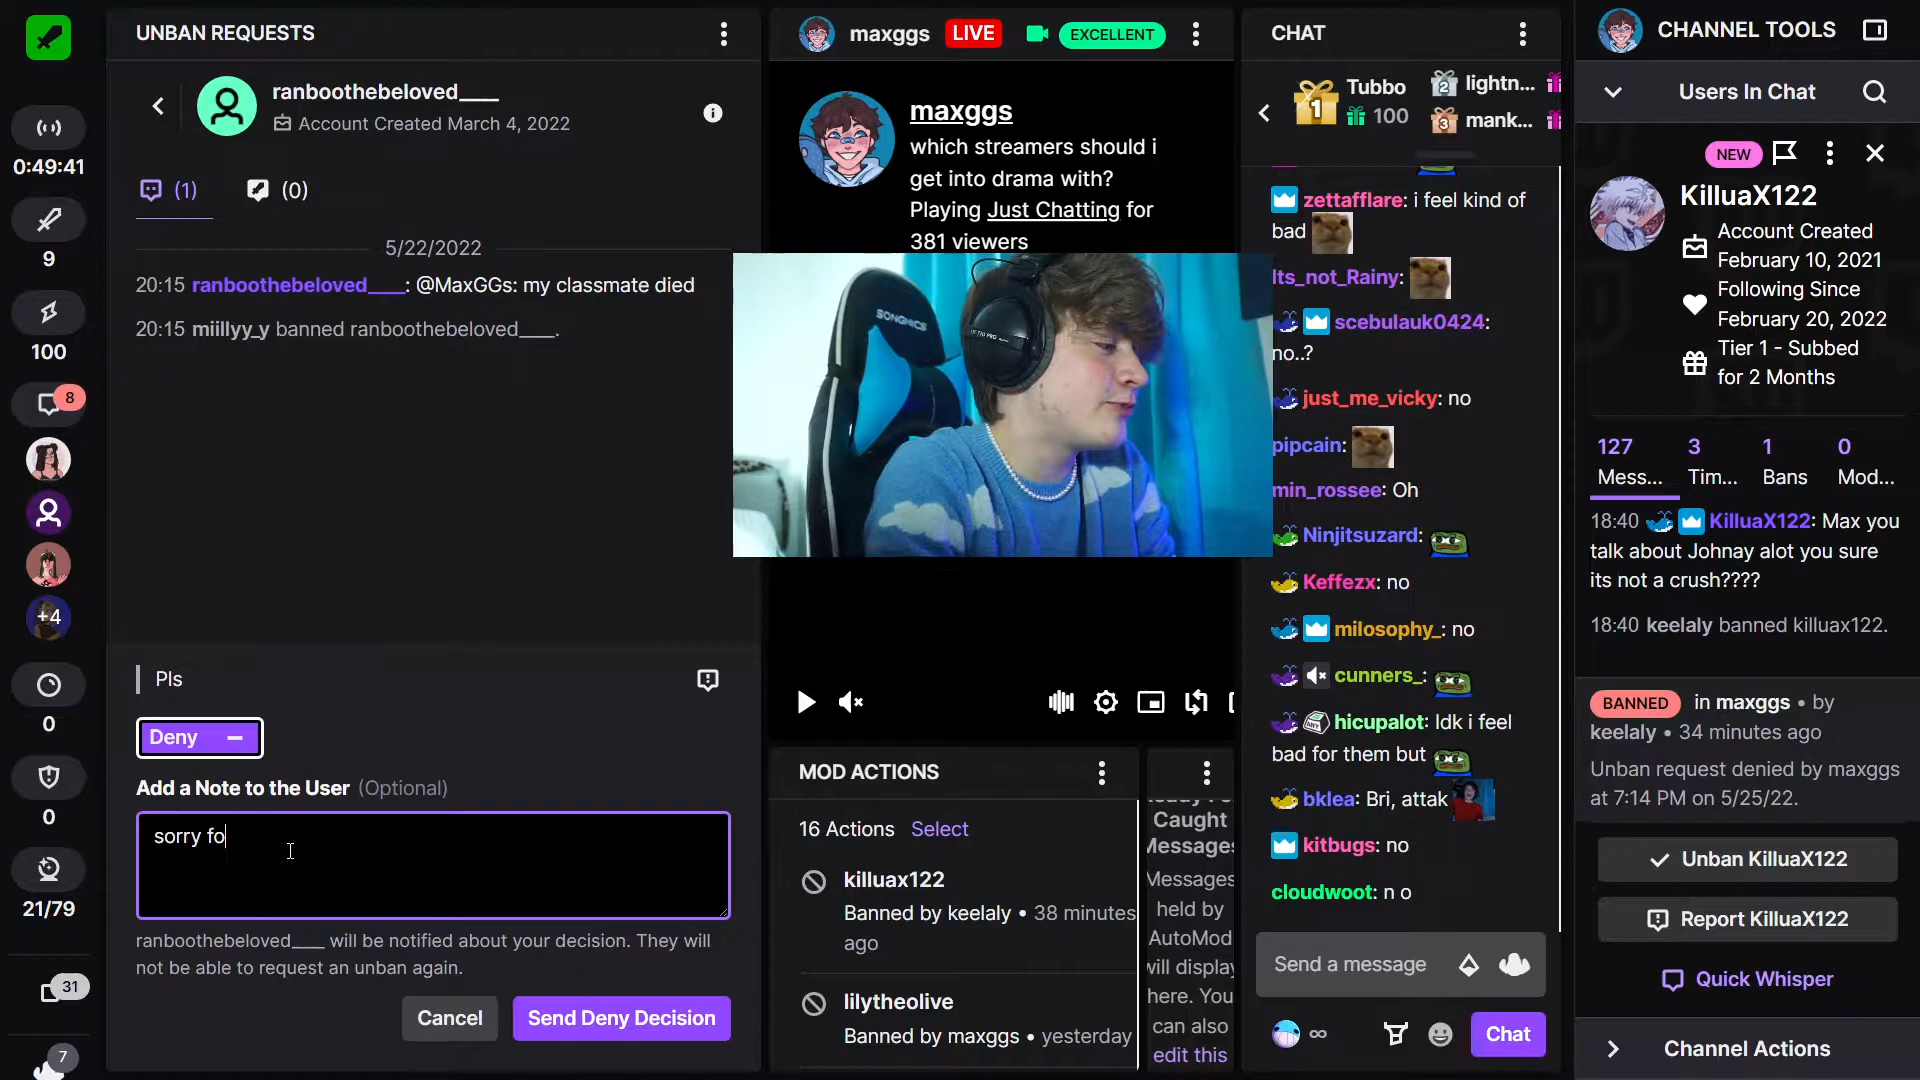 UNBAN REQUESTS
ranboothebeloved____
Account Created March 4, 2022
(1)
(0)
5/22/2022
20:15 ranboothebeloved____: @MaxGGs: my classmate died
20:15 miillyy_y banned ranboothebeloved____.
Pls
Deny
Add a Note to the User (Optional)
sorry fo
ranboothebeloved____ will be notified about your decision. They will
not be able to request an unban again.
Cancel
Send Deny Decision
0:49:41
9
100
8
+4
0
0
21/79
31
7
maxggs
LIVE
EXCELLENT
maxggs
which streamers should i
get into drama with?
Playing Just Chatting for
381 viewers
SONGMICS
MOD ACTIONS
16 Actions Select
killuax122
Banned by keelaly • 38 minutes
ago
lilytheolive
Banned by maxggs • yesterday
Caught
Messages
Messages
held by
AutoMod
will display
here. You
can also
edit this
CHAT
1
Tubbo
100
2
lightn...
3
mank...
zettafflare: i feel kind of
bad
Its_not_Rainy:
scebulauk0424:
no..?
just_me_vicky: no
pipcain:
min_rossee: Oh
Ninjitsuzard:
Keffezx: no
milosophy_: no
cunners_:
hicupalot: Idk i feel
bad for them but
bklea: Bri, attak
kitbugs: no
cloudwoot: n o
Send a message
∞
Chat
CHANNEL TOOLS
Users In Chat
NEW
KilluaX122
Account Created
February 10, 2021
Following Since
February 20, 2022
Tier 1 - Subbed
for 2 Months
127
Mess...
3
Tim...
1
Bans
0
Mod...
18:40 KilluaX122: Max you
talk about Johnay alot you sure
its not a crush????
18:40 keelaly banned killuax122.
BANNED in maxggs • by
keelaly • 34 minutes ago
Unban request denied by maxggs
at 7:14 PM on 5/25/22.
Unban KilluaX122
Report KilluaX122
Quick Whisper
Channel Actions